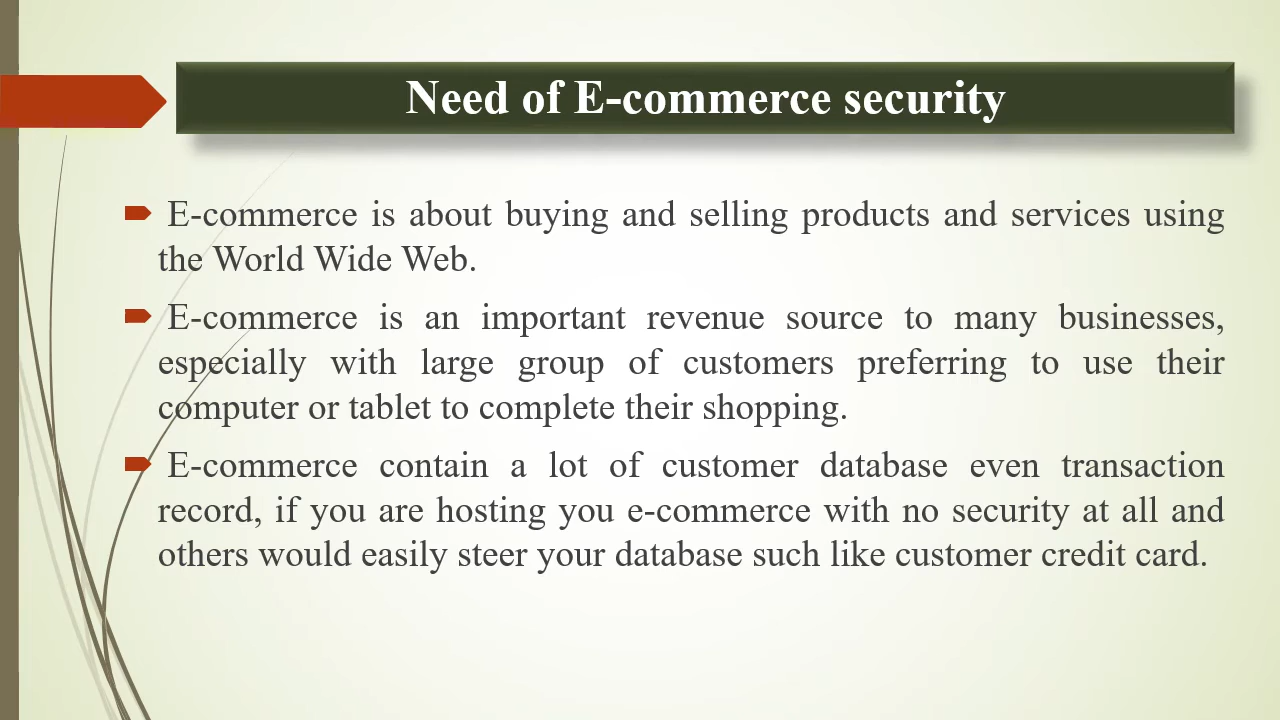 Need of E-commerce security
E-commerce is about buying and selling products and services using
the World Wide Web.
E-commerce is an important revenue source to many businesses,
especially with large group of customers preferring to use their
computer or tablet to complete their shopping.
E-commerce contain a lot of customer database even transaction
record, if you are hosting you e-commerce with no security at all and
others would easily steer your database such like customer credit card.